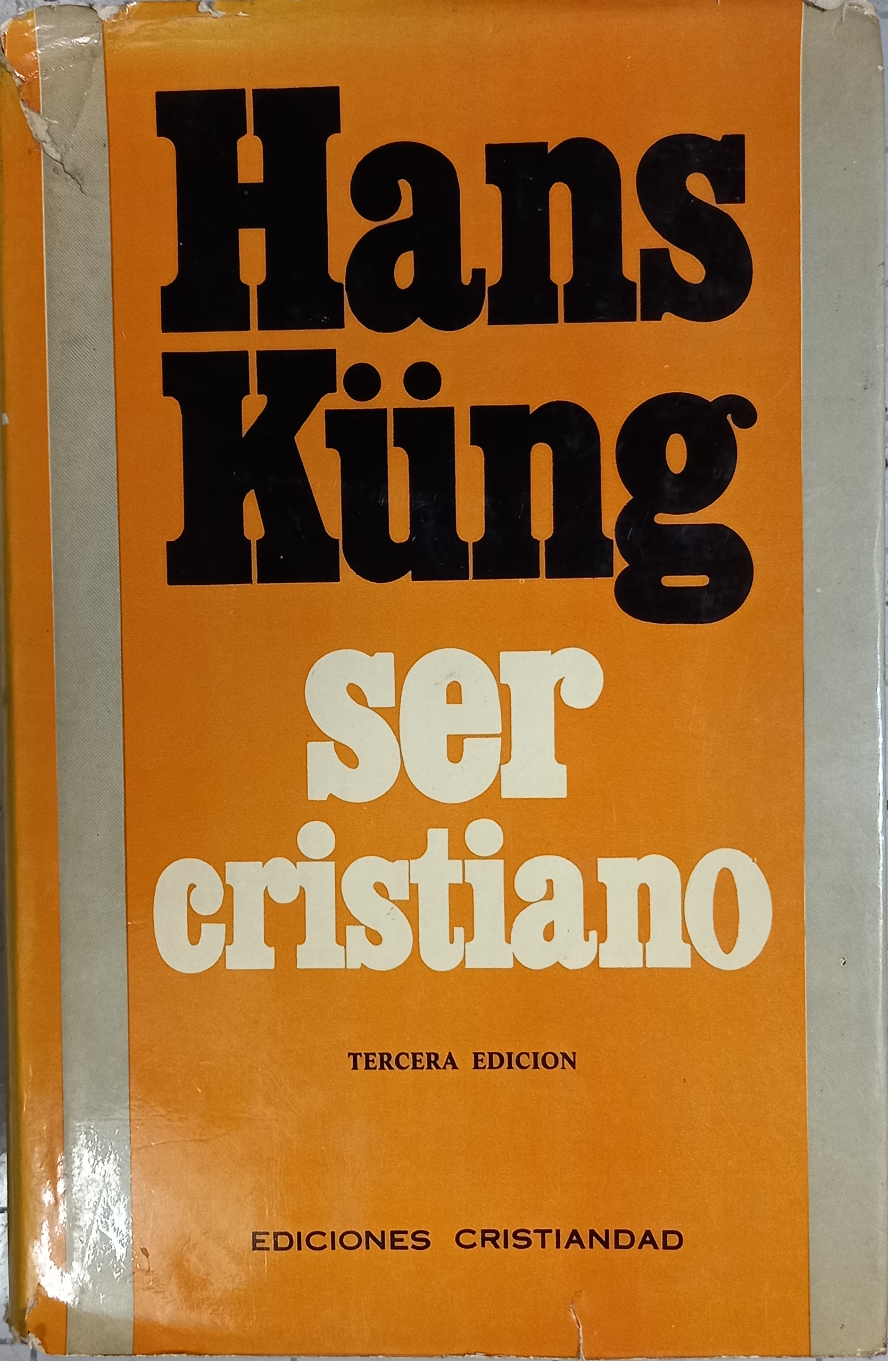 Hans
Küng
ser
cristiano
TERCERA EDICION
EDICIONES CRISTIANDAD